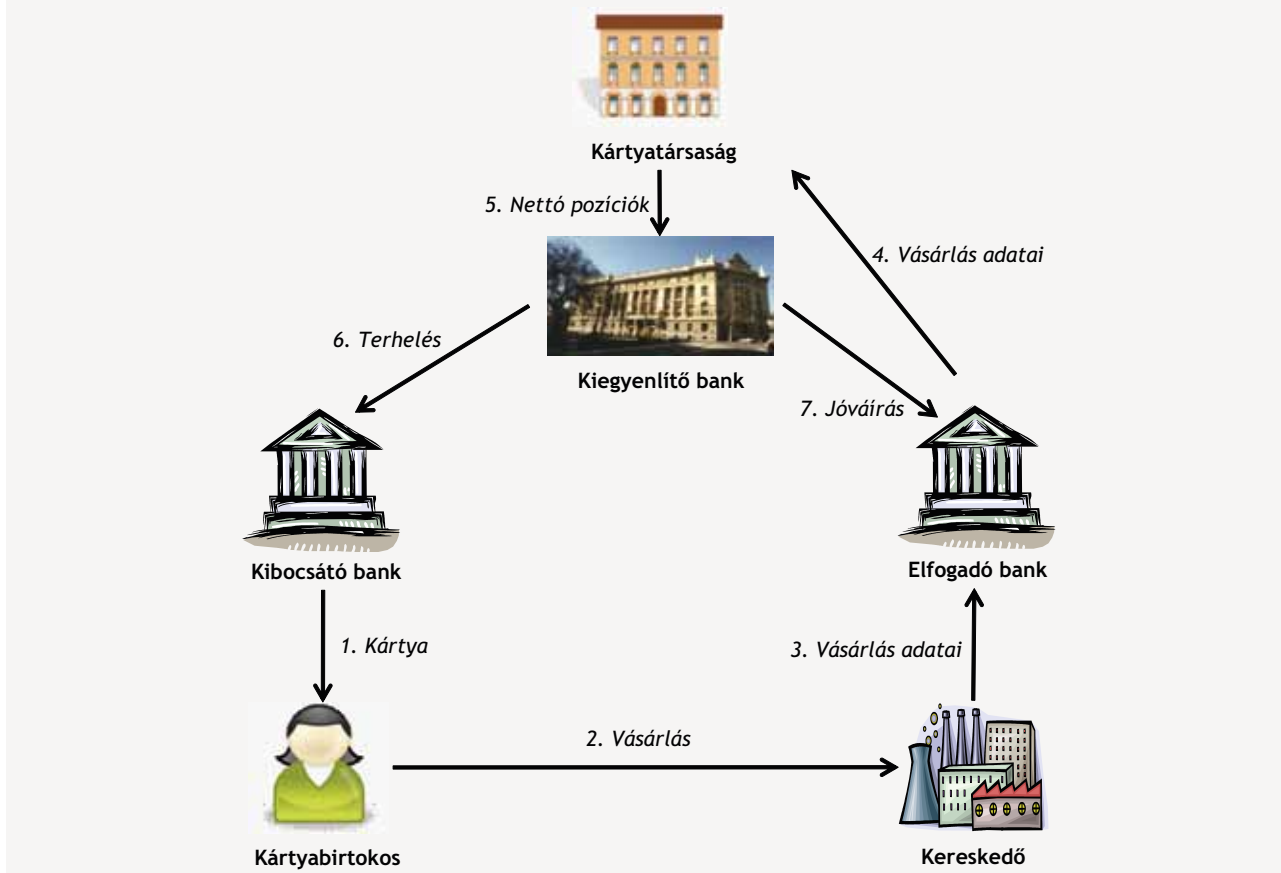 Kártyatársaság
5. Nettó pozíciók
4. Vásárlás adatai
6. Terhelés
Kiegyenlítő bank
7. Jóváírás
Kibocsátó bank
Elfogadó bank
1. Kártya
3. Vásárlás adatai
2. Vásárlás
Kártyabirtokos
Kereskedő